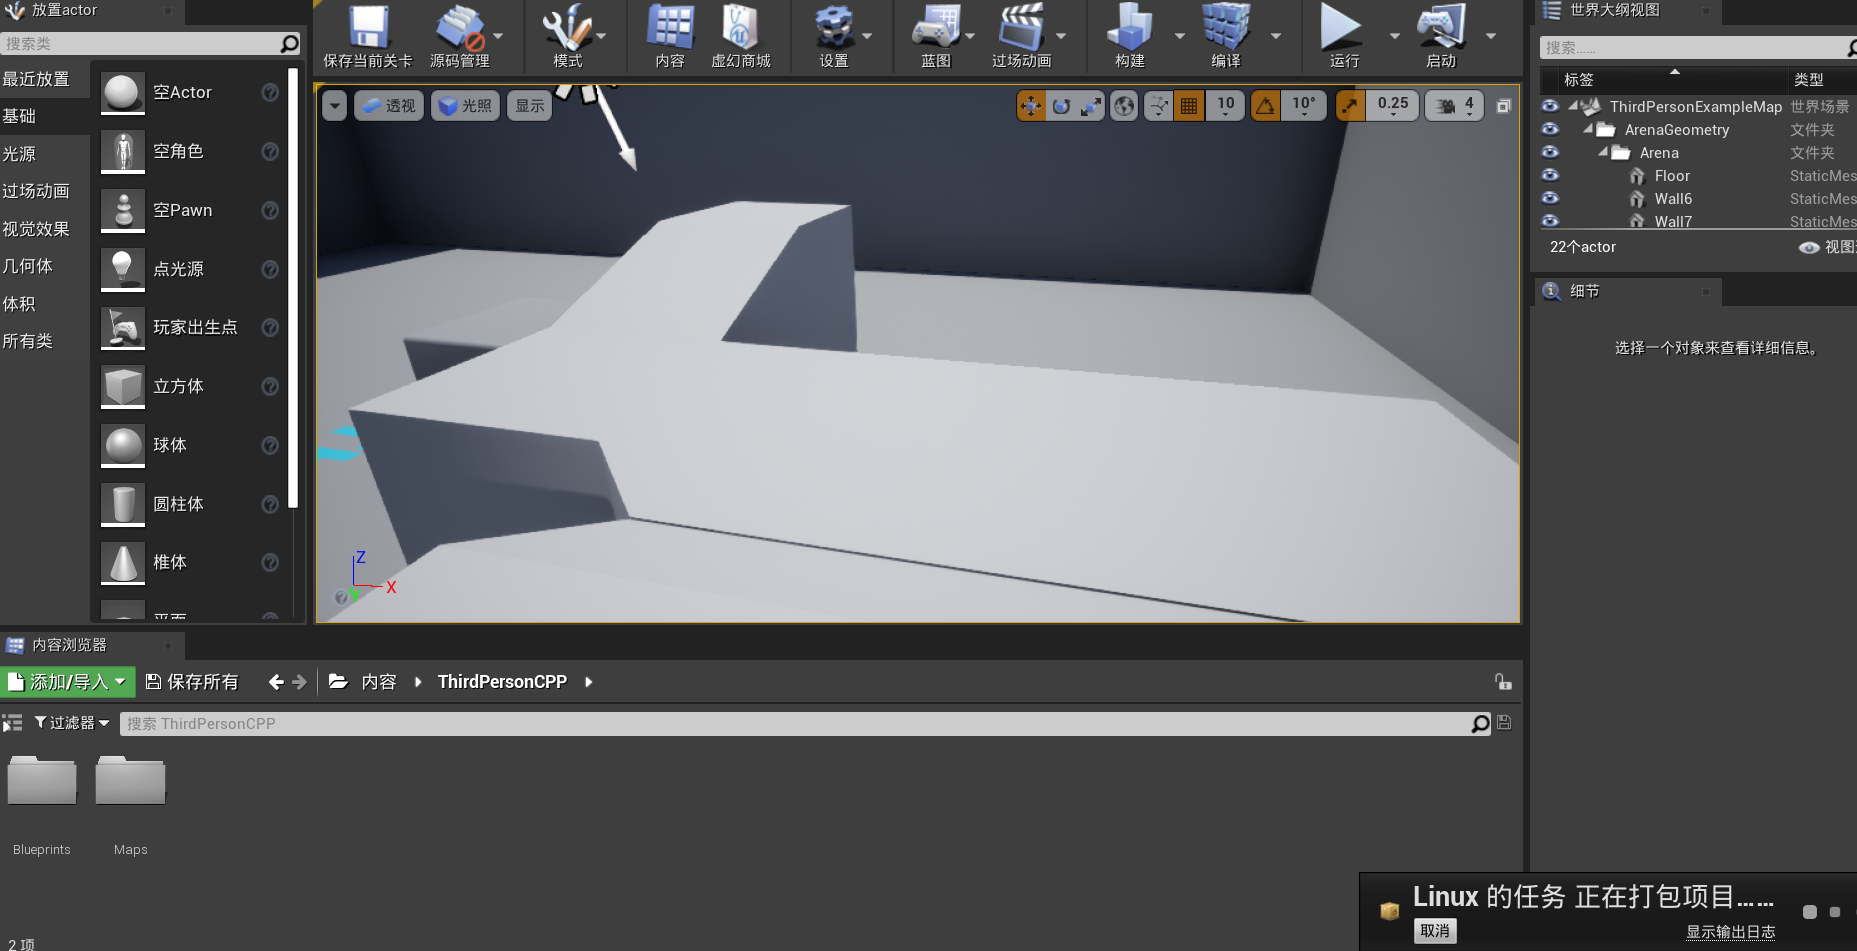 放置actor
搜索类
最近放置
基础
光源
过场动画
视觉效果
几何体
体积
所有类
空Actor
空角色
空Pawn
点光源
玩家出生点
立方体
球体
圆柱体
椎体
平面
保存当前关卡
源码管理
模式
内容
虚幻商城
设置
蓝图
过场动画
构建
编译
运行
启动
透视
光照
显示
10
10°
0.25
4
Z
X
Y
世界大纲视图
搜索......
标签 类型
ThirdPersonExampleMap 世界场景
ArenaGeometry 文件夹
Arena 文件夹
Floor StaticMes
Wall6 StaticMes
Wall7 StaticMes
22个actor 视图
细节
选择一个对象来查看详细信息。
内容浏览器
添加/导入 保存所有 内容 ThirdPersonCPP
过滤器 搜索 ThirdPersonCPP
Blueprints
Maps
2 项
Linux 的任务 正在打包项目......
取消
显示输出日志